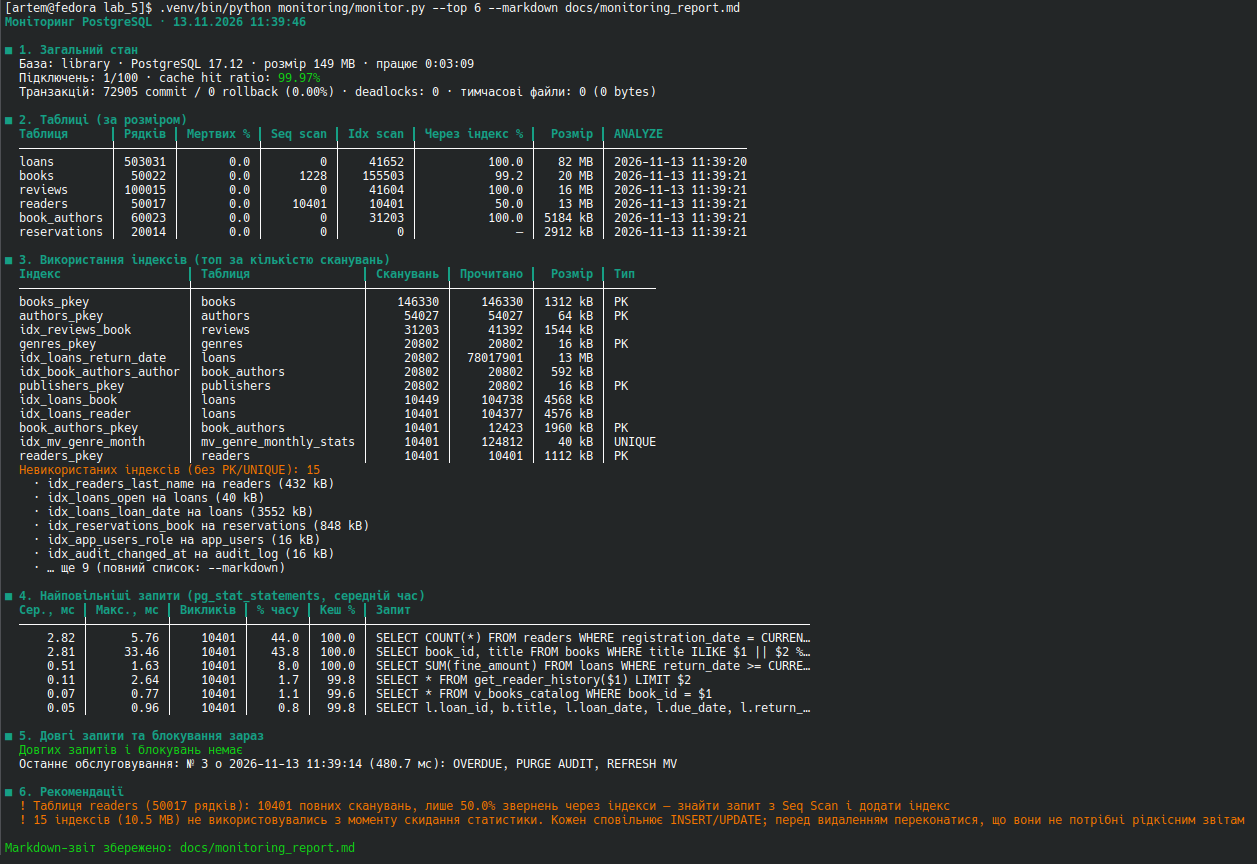 [artem@fedora lab_5]$ .venv/bin/python monitoring/monitor.py --top 6 --markdown docs/monitoring_report.md
Моніторинг PostgreSQL · 13.11.2026 11:39:46
■ 1. Загальний стан
База: library · PostgreSQL 17.12 · розмір 149 MB · працює 0:03:09
Підключень: 1/100 · cache hit ratio: 99.97%
Транзакцій: 72905 commit / 0 rollback (0.00%) · deadlocks: 0 · тимчасові файли: 0 (0 bytes)
■ 2. Таблиці (за розміром)
Таблиця | Рядків | Мертвих % | Seq scan | Idx scan | Через індекс % | Розмір | ANALYZE
loans | 503031 | 0.0 | 0 | 41652 | 100.0 | 82 MB | 2026-11-13 11:39:20
books | 50022 | 0.0 | 1228 | 155503 | 99.2 | 20 MB | 2026-11-13 11:39:21
reviews | 100015 | 0.0 | 0 | 41604 | 100.0 | 16 MB | 2026-11-13 11:39:21
readers | 50017 | 0.0 | 10401 | 10401 | 50.0 | 13 MB | 2026-11-13 11:39:21
book_authors | 60023 | 0.0 | 0 | 31203 | 100.0 | 5184 kB | 2026-11-13 11:39:21
reservations | 20014 | 0.0 | 0 | 0 | — | 2912 kB | 2026-11-13 11:39:21
■ 3. Використання індексів (топ за кількістю сканувань)
Індекс | Таблиця | Сканувань | Прочитано | Розмір | Тип
books_pkey | books | 146330 | 146330 | 1312 kB | PK
authors_pkey | authors | 54027 | 54027 | 64 kB | PK
idx_reviews_book | reviews | 31203 | 41392 | 1544 kB |
genres_pkey | genres | 20802 | 20802 | 16 kB | PK
idx_loans_return_date | loans | 20802 | 78017901 | 13 MB |
idx_book_authors_author | book_authors | 20802 | 20802 | 592 kB |
publishers_pkey | publishers | 20802 | 20802 | 16 kB | PK
idx_loans_book | loans | 10449 | 104738 | 4568 kB |
idx_loans_reader | loans | 10401 | 104377 | 4576 kB |
book_authors_pkey | book_authors | 10401 | 12423 | 1960 kB | PK
idx_mv_genre_month | mv_genre_monthly_stats | 10401 | 124812 | 40 kB | UNIQUE
readers_pkey | readers | 10401 | 10401 | 1112 kB | PK
Невикористаних індексів (без PK/UNIQUE): 15
· idx_readers_last_name на readers (432 kB)
· idx_loans_open на loans (40 kB)
· idx_loans_loan_date на loans (3552 kB)
· idx_reservations_book на reservations (848 kB)
· idx_app_users_role на app_users (16 kB)
· idx_audit_changed_at на audit_log (16 kB)
· … ще 9 (повний список: --markdown)
■ 4. Найповільніші запити (pg_stat_statements, середній час)
Сер., мс | Макс., мс | Викликів | % часу | Кеш % | Запит
2.82 | 5.76 | 10401 | 44.0 | 100.0 | SELECT COUNT(*) FROM readers WHERE registration_date = CURREN…
2.81 | 33.46 | 10401 | 43.8 | 100.0 | SELECT book_id, title FROM books WHERE title ILIKE $1 || $2 %…
0.51 | 1.63 | 10401 | 8.0 | 100.0 | SELECT SUM(fine_amount) FROM loans WHERE return_date >= CURRE…
0.11 | 2.64 | 10401 | 1.7 | 99.8 | SELECT * FROM get_reader_history($1) LIMIT $2
0.07 | 0.77 | 10401 | 1.1 | 99.6 | SELECT * FROM v_books_catalog WHERE book_id = $1
0.05 | 0.96 | 10401 | 0.8 | 99.8 | SELECT l.loan_id, b.title, l.loan_date, l.due_date, l.return_…
■ 5. Довгі запити та блокування зараз
Довгих запитів і блокувань немає
Останнє обслуговування: № 3 о 2026-11-13 11:39:14 (480.7 мс): OVERDUE, PURGE AUDIT, REFRESH MV
■ 6. Рекомендації
! Таблиця readers (50017 рядків): 10401 повних сканувань, лише 50.0% звернень через індекси — знайти запит з Seq Scan і додати індекс
! 15 індексів (10.5 MB) не використовувались з моменту скидання статистики. Кожен сповільнює INSERT/UPDATE; перед видаленням переконатися, що вони не потрібні рідкісним звітам
Markdown-звіт збережено: docs/monitoring_report.md